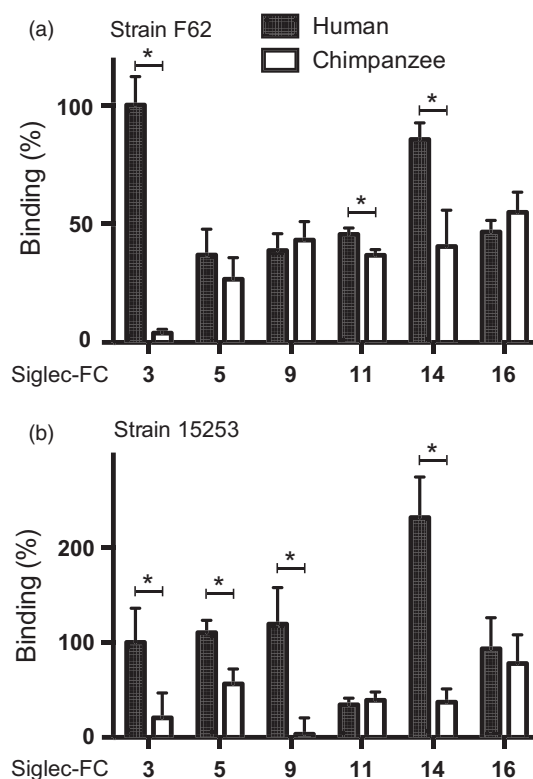 (a) Strain F62
Human
Chimpanzee
Binding (%)
100
50
0
* * *
Siglec-FC 3 5 9 11 14 16
(b) Strain 15253
Binding (%)
200
100
0
* * * *
Siglec-FC 3 5 9 11 14 16